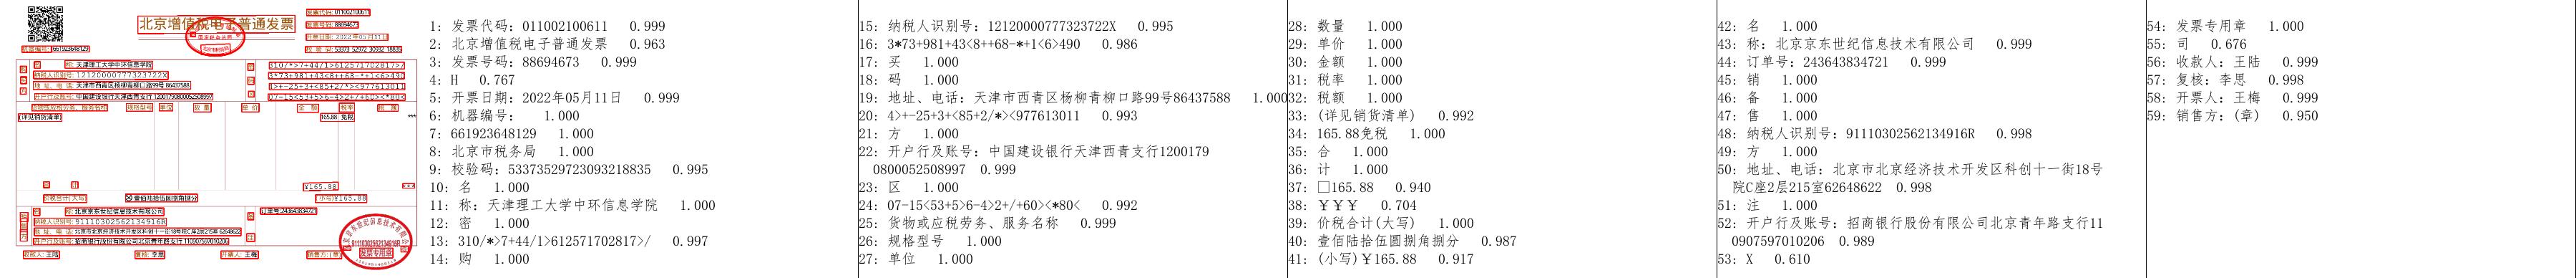 北京增值税电子普通发票
1: 发票代码：011002100611 0.999
2: 北京增值税电子普通发票 0.963
3: 发票号码：88694673 0.999
4: H 0.767
5: 开票日期：2022年05月11日 0.999
6: 机器编号： 1.000
7: 661923648129 1.000
8: 北京市税务局 1.000
9: 校验码：53373529723093218835 0.995
10: 名 1.000
11: 称：天津理工大学中环信息学院 1.000
12: 密 1.000
13: 310/*>7+44/1>612571702817>/ 0.997
14: 购 1.000
15: 纳税人识别号：12120000777323722X 0.995
16: 3*73+981+43<8++68-*+1<6>490 0.986
17: 买 1.000
18: 码 1.000
19: 地址、电话：天津市西青区杨柳青柳口路99号86437588 1.000
20: 4>+-25+3+<85+2/*><977613011 0.993
21: 方 1.000
22: 开户行及账号：中国建设银行天津西青支行1200179
0800052508997 0.999
23: 区 1.000
24: 07-15<53+5>6-4>2+/+60><*80< 0.992
25: 货物或应税劳务、服务名称 0.999
26: 规格型号 1.000
27: 单位 1.000
28: 数量 1.000
29: 单价 1.000
30: 金额 1.000
31: 税率 1.000
32: 税额 1.000
33: (详见销货清单) 0.992
34: 165.88免税 1.000
35: 合 1.000
36: 计 1.000
37: □165.88 0.940
38: ￥￥￥ 0.704
39: 价税合计(大写) 1.000
40: 壹佰陆拾伍圆捌角捌分 0.987
41: (小写)￥165.88 0.917
42: 名 1.000
43: 称：北京京东世纪信息技术有限公司 0.999
44: 订单号：243643834721 0.999
45: 销 1.000
46: 备 1.000
47: 售 1.000
48: 纳税人识别号：91110302562134916R 0.998
49: 方 1.000
50: 地址、电话：北京市北京经济技术开发区科创十一街18号
院C座2层215室62648622 0.998
51: 注 1.000
52: 开户行及账号：招商银行股份有限公司北京青年路支行11
0907597010206 0.989
53: X 0.610
54: 发票专用章 1.000
55: 司 0.676
56: 收款人：王陆 0.999
57: 复核：李思 0.998
58: 开票人：王梅 0.999
59: 销售方：(章) 0.950